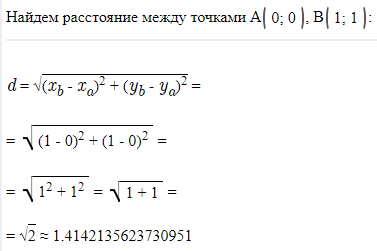 Найдем расстояние между точками A( 0; 0 ), B( 1; 1 ):
d = √(x_b - x_a)² + (y_b - y_a)² =
= √(1 - 0)² + (1 - 0)² =
= √1² + 1² = √1 + 1 =
= √2 ≈ 1.4142135623730951